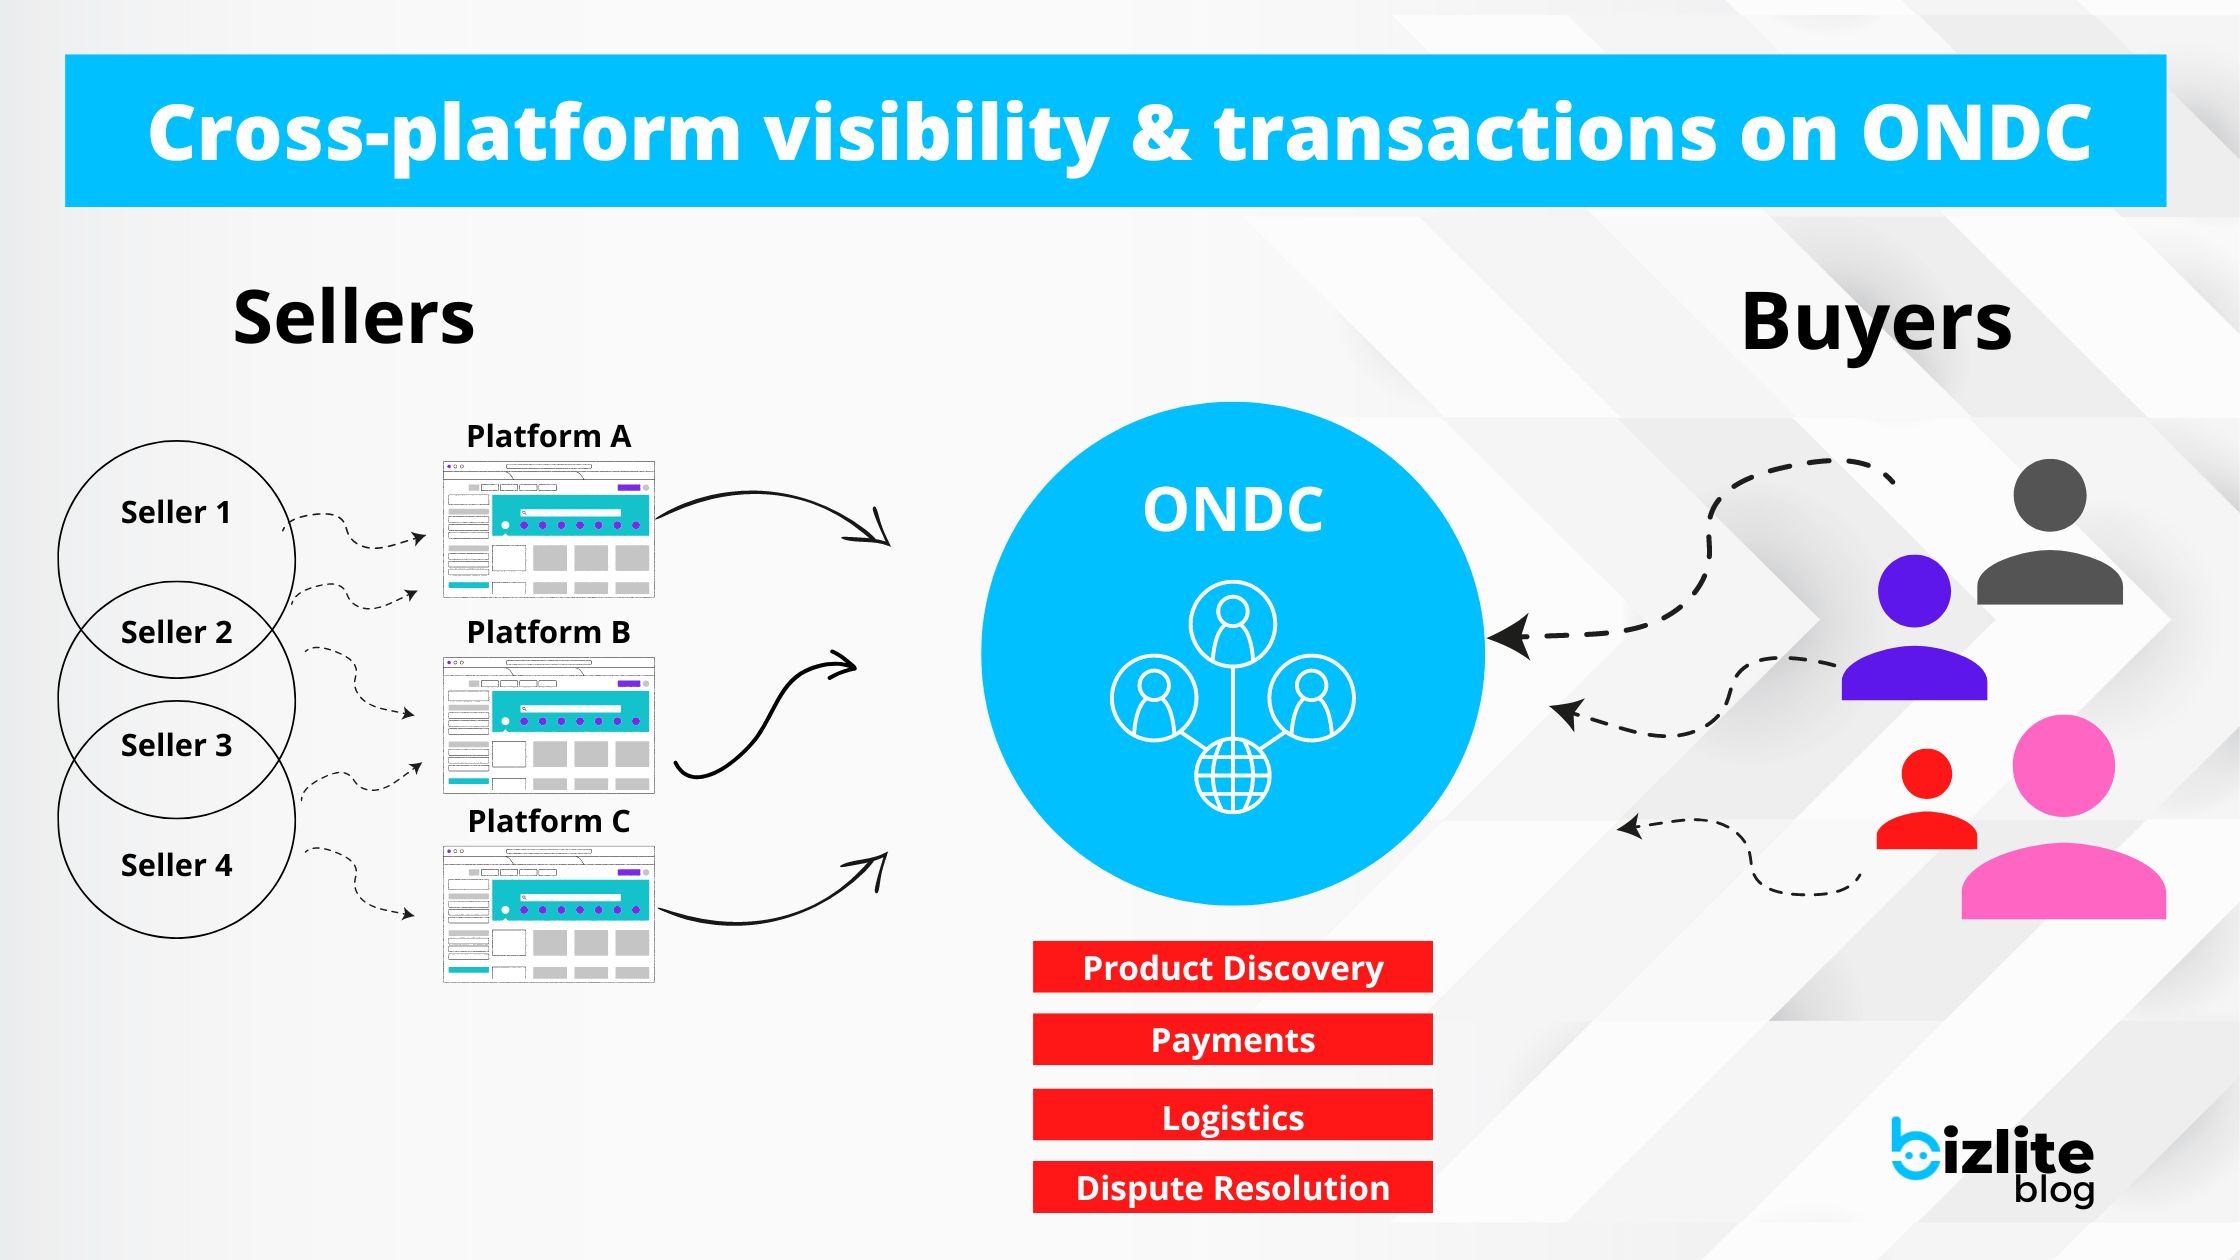 Cross-platform visibility & transactions on ONDC
Sellers
Buyers
Seller 1
Seller 2
Seller 3
Seller 4
Platform A
Platform B
Platform C
ONDC
Product Discovery
Payments
Logistics
Dispute Resolution
bizlite
blog